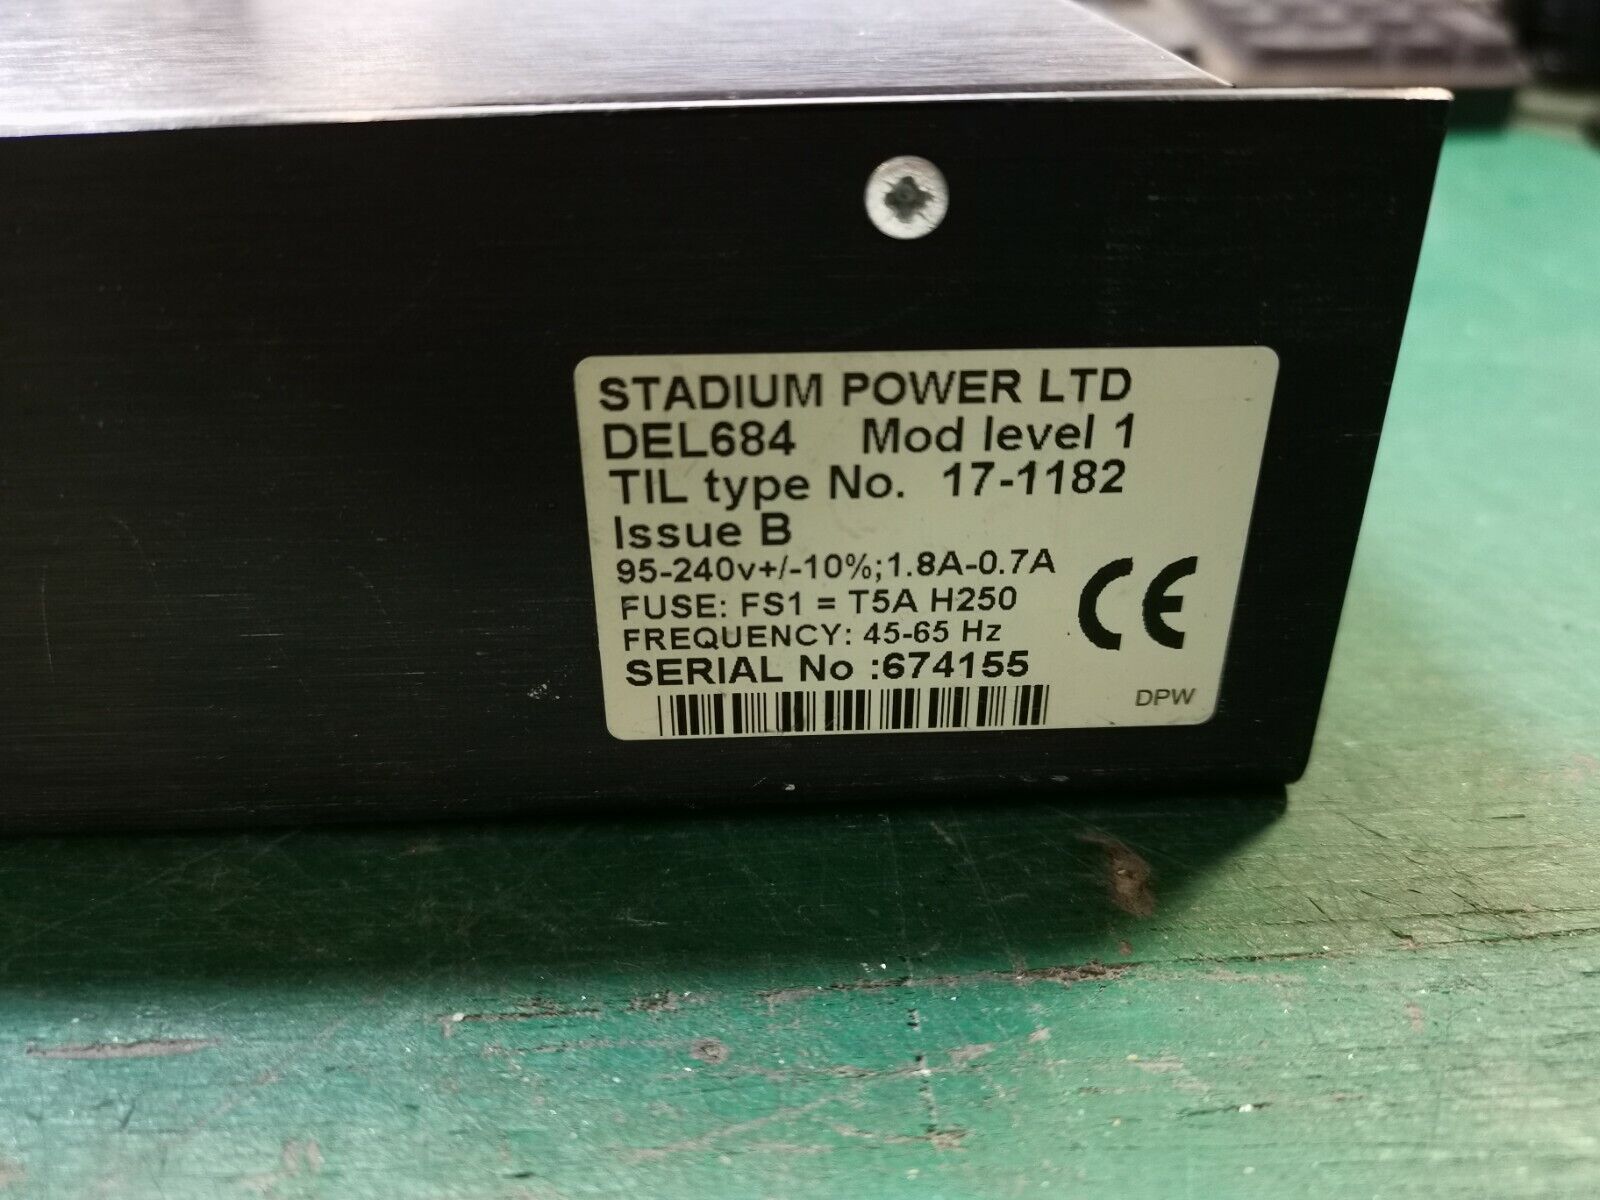 STADIUM POWER LTD
DEL684 Mod level 1
TIL type No. 17-1182
Issue B
95-240v+/-10%;1.8A-0.7A
FUSE: FS1 = T5A H250
FREQUENCY: 45-65 Hz
SERIAL No :674155
CE
DPW